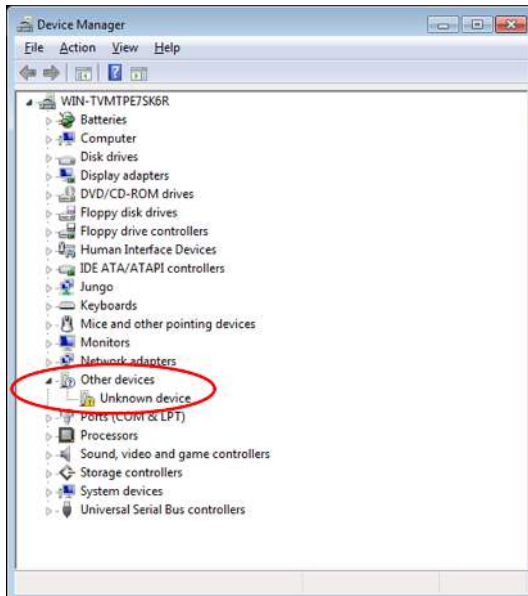 Device Manager
File Action View Help
WIN-TVMTPE7SK6R
Batteries
Computer
Disk drives
Display adapters
DVD/CD-ROM drives
Floppy disk drives
Floppy drive controllers
Human Interface Devices
IDE ATA/ATAPI controllers
Jungo
Keyboards
Mice and other pointing devices
Monitors
Network adapters
Other devices
Unknown device
Ports (COM & LPT)
Processors
Sound, video and game controllers
Storage controllers
System devices
Universal Serial Bus controllers